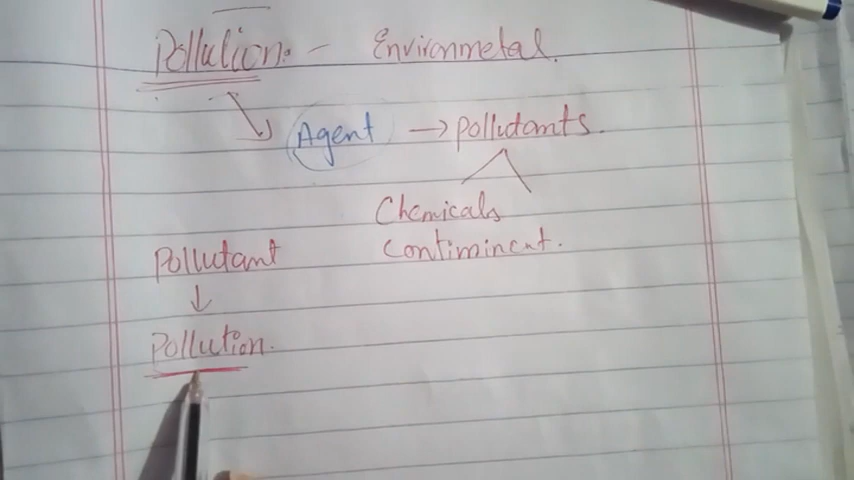 Pollution. - Environmetal.
Agent → pollutants.
Chemicals
Contiminent.
Pollutant
↓
Pollution.